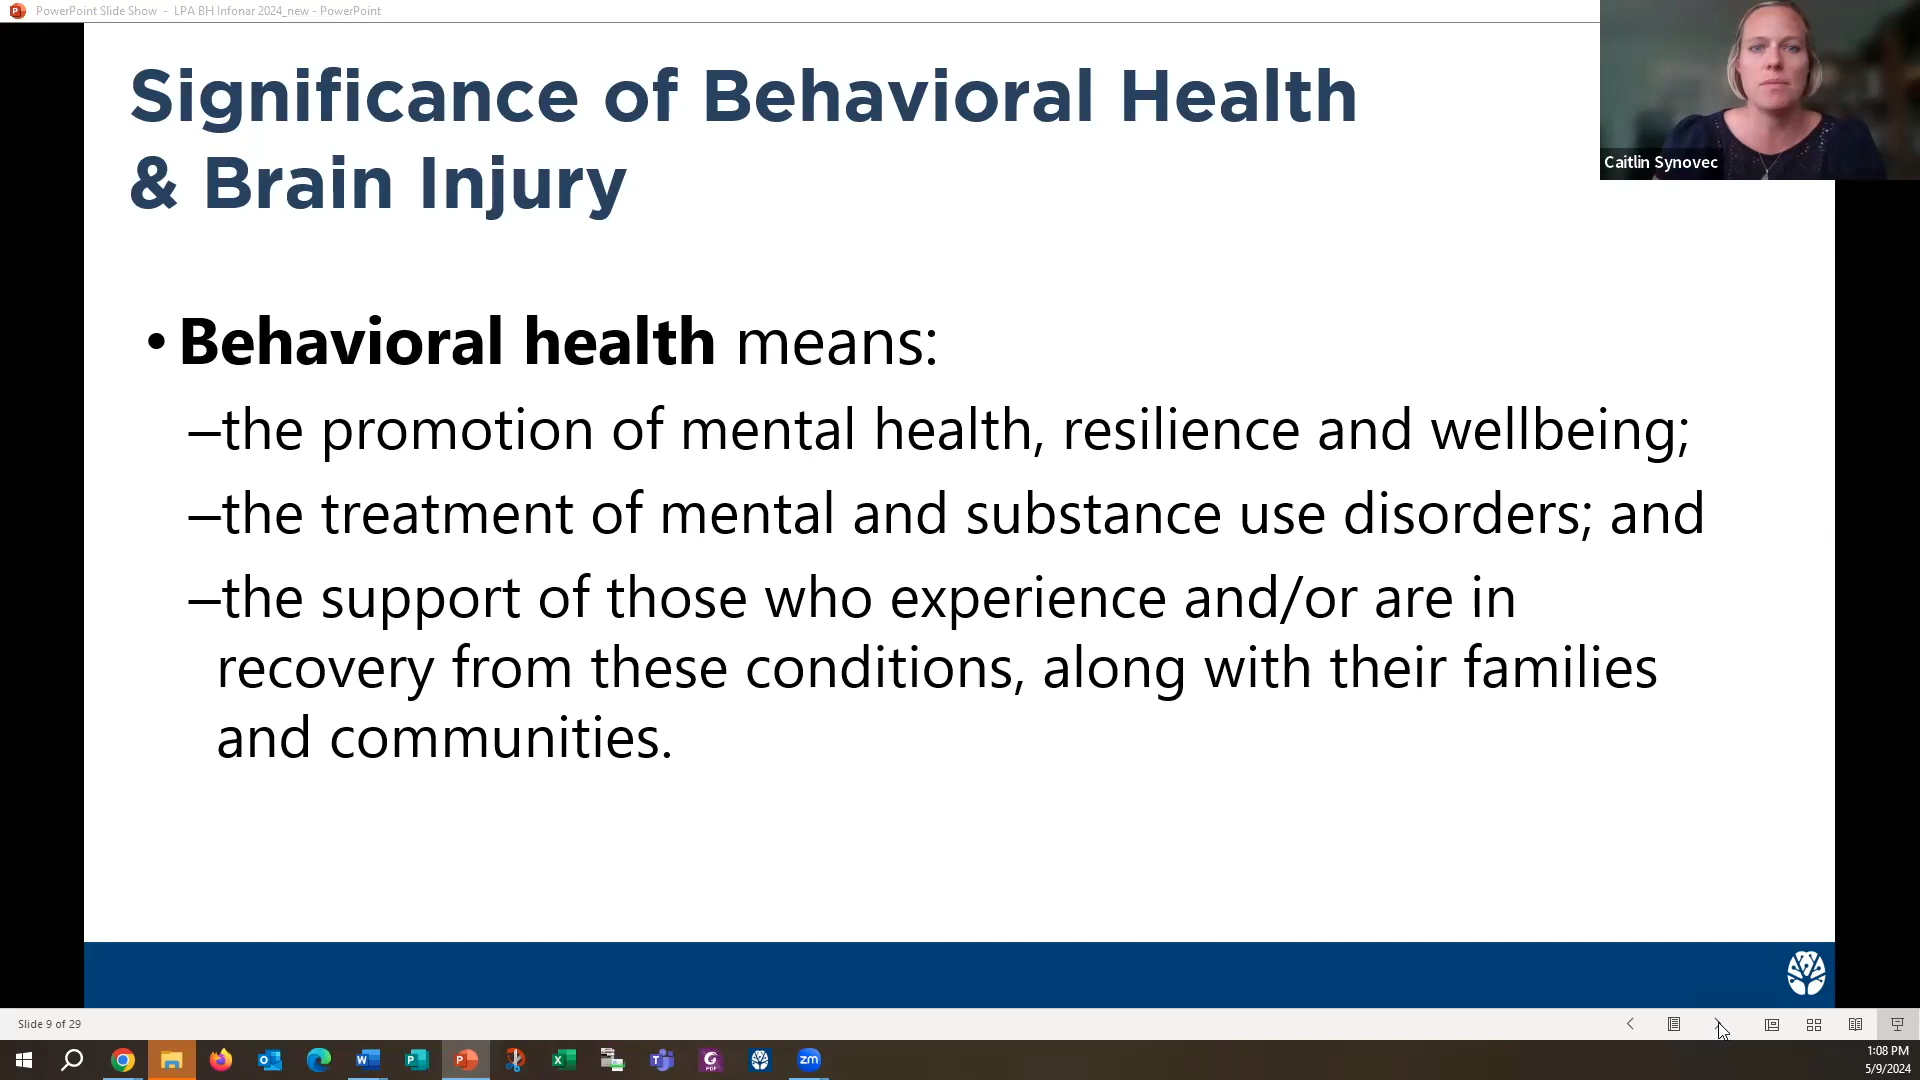 PowerPoint Slide Show - LPA BH Infonar 2024_new - PowerPoint
Significance of Behavioral Health
& Brain Injury
Caitlin Synovec
• Behavioral health means:
–the promotion of mental health, resilience and wellbeing;
–the treatment of mental and substance use disorders; and
–the support of those who experience and/or are in
recovery from these conditions, along with their families
and communities.
Slide 9 of 29
zm
1:08 PM
5/9/2024